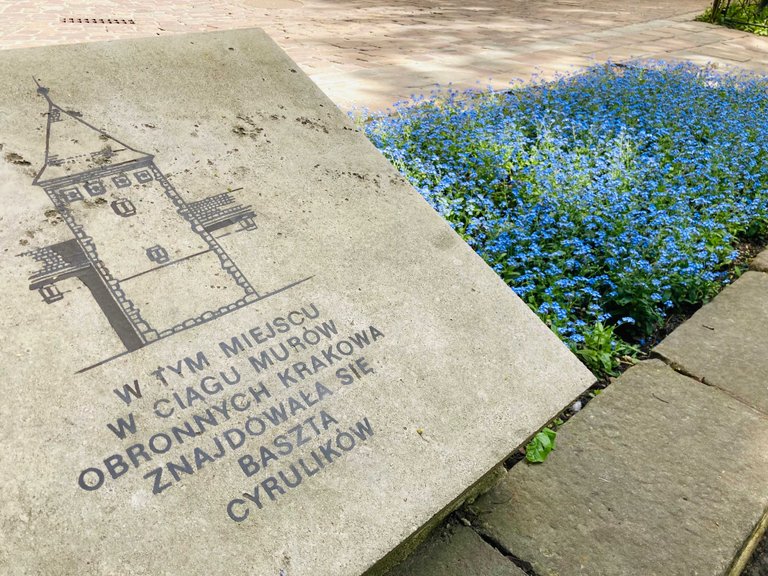 W TYM MIEJSCU
W CIĄGU MURÓW
OBRONNYCH KRAKOWA
ZNAJDOWAŁA SIĘ
BASZTA
CYRULIKÓW